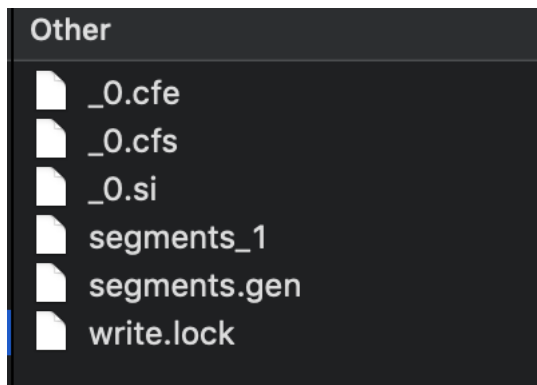 Other
_0.cfe
_0.cfs
_0.si
segments_1
segments.gen
write.lock